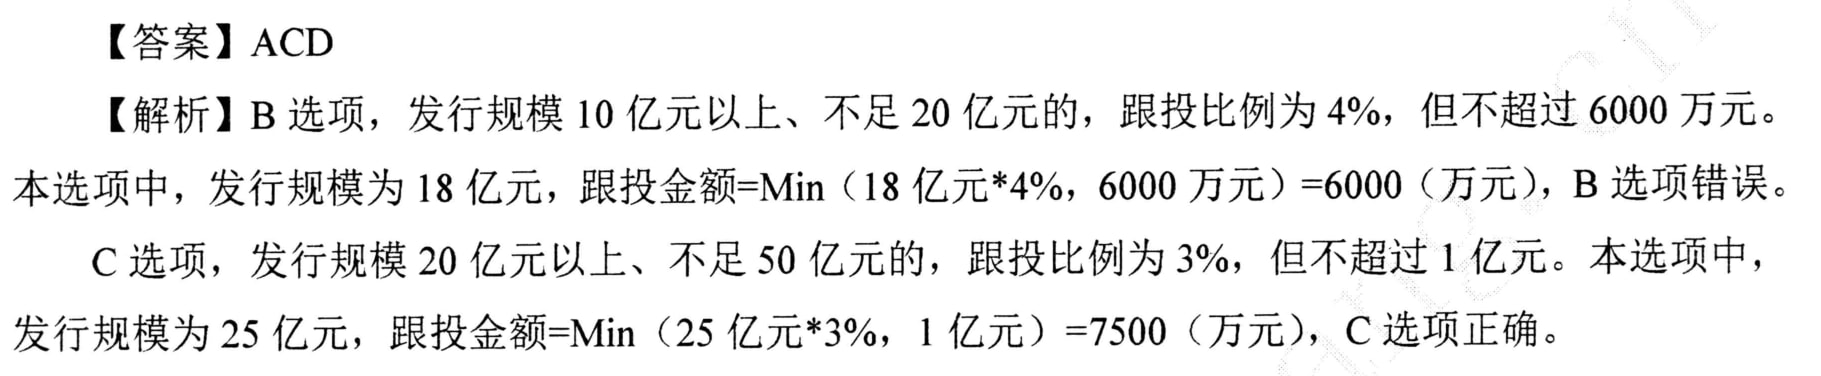 【答案】ACD
【解析】B 选项，发行规模 10 亿元以上、不足 20 亿元的，跟投比例为 4%，但不超过 6000 万元。
本选项中，发行规模为 18 亿元，跟投金额=Min（18 亿元*4%，6000 万元）=6000（万元），B 选项错误。
C 选项，发行规模 20 亿元以上、不足 50 亿元的，跟投比例为 3%，但不超过 1 亿元。本选项中，
发行规模为 25 亿元，跟投金额=Min（25 亿元*3%，1 亿元）=7500（万元），C 选项正确。